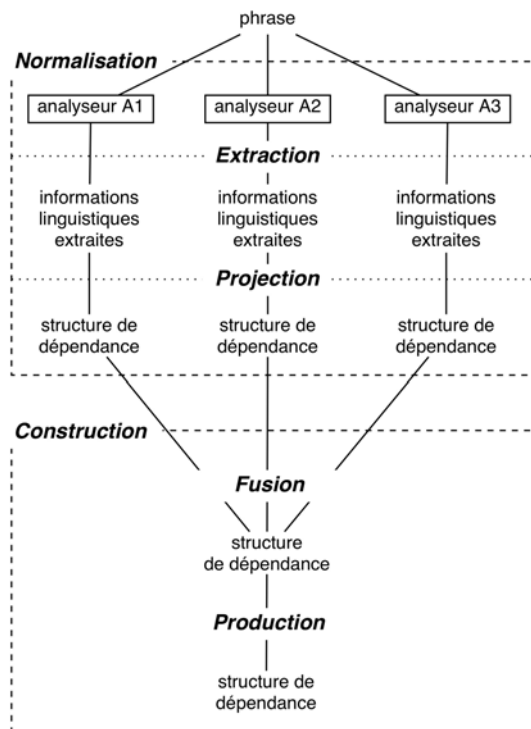 phrase
Normalisation
analyseur A1 analyseur A2 analyseur A3
Extraction
informations informations informations
linguistiques linguistiques linguistiques
extraites extraites extraites
Projection
structure de structure de structure de
dépendance dépendance dépendance
Construction
Fusion
structure
de dépendance
Production
structure de
dépendance